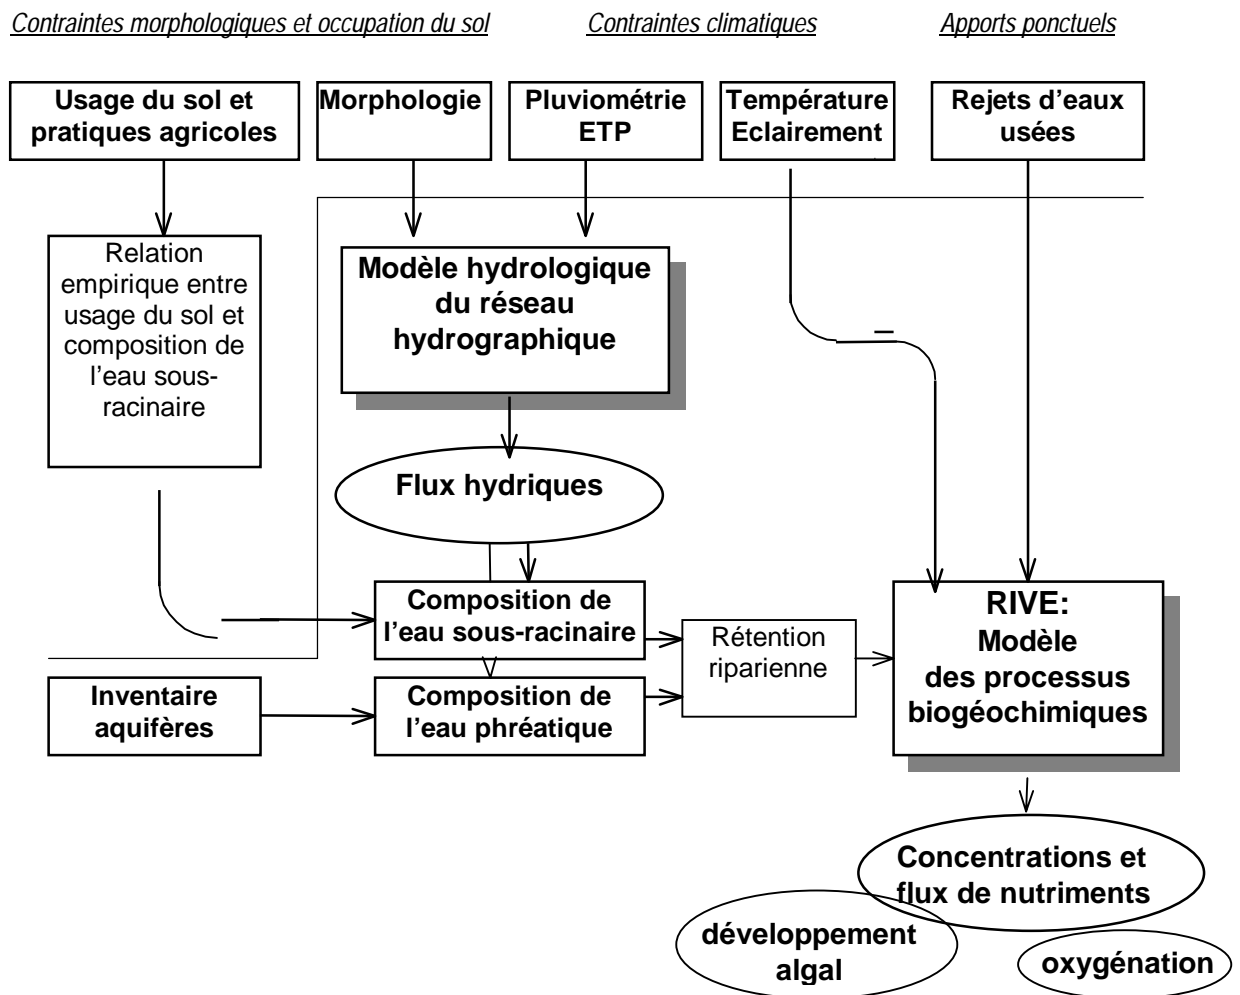 Contraintes morphologiques et occupation du sol
Contraintes climatiques
Apports ponctuels
Usage du sol et
pratiques agricoles
Morphologie
Pluviométrie
ETP
Température
Eclairement
Rejets d'eaux
usées
Relation
empirique entre
usage du sol et
composition de
l'eau sous-
racinaire
Modèle hydrologique
du réseau
hydrographique
Flux hydriques
Composition de
l'eau sous-racinaire
Rétention
riparienne
RIVE:
Modèle
des processus
biogéochimiques
Inventaire
aquifères
Composition de
l'eau phréatique
Concentrations et
flux de nutriments
développement
algal
oxygénation